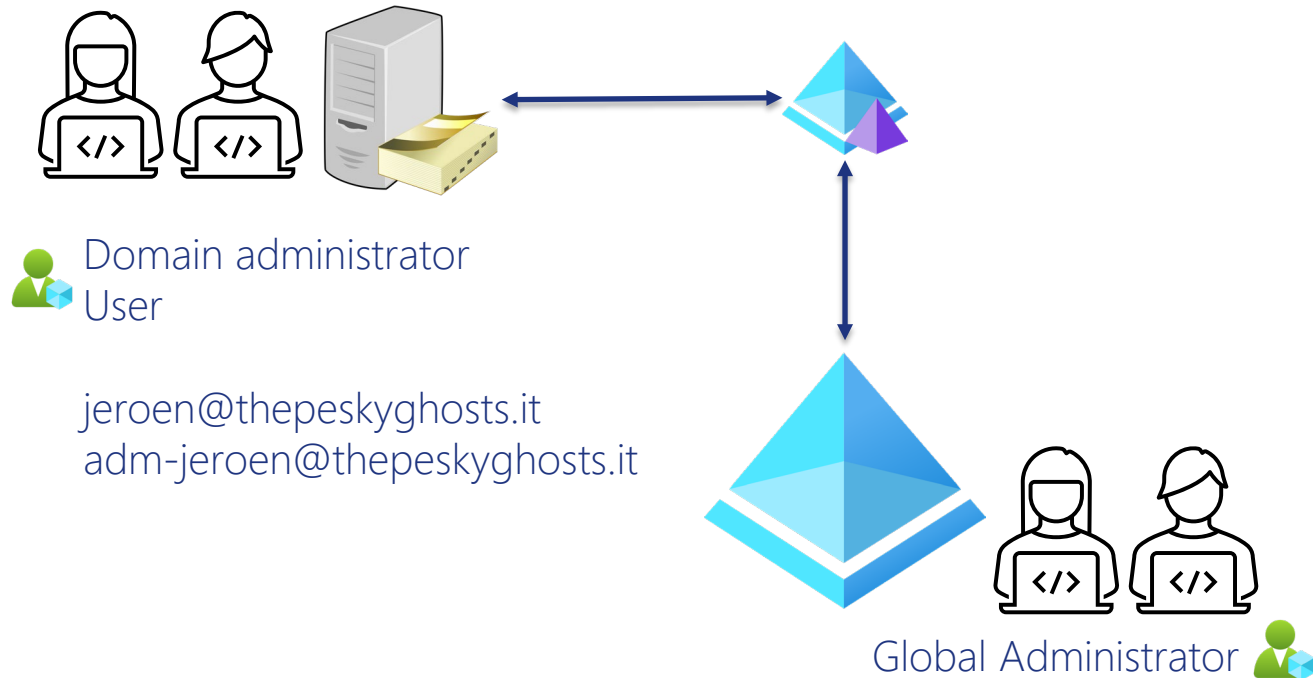 </>
</>
Domain administrator
User
jeroen@thepeskyghosts.it
adm-jeroen@thepeskyghosts.it
</>
</>
Global Administrator